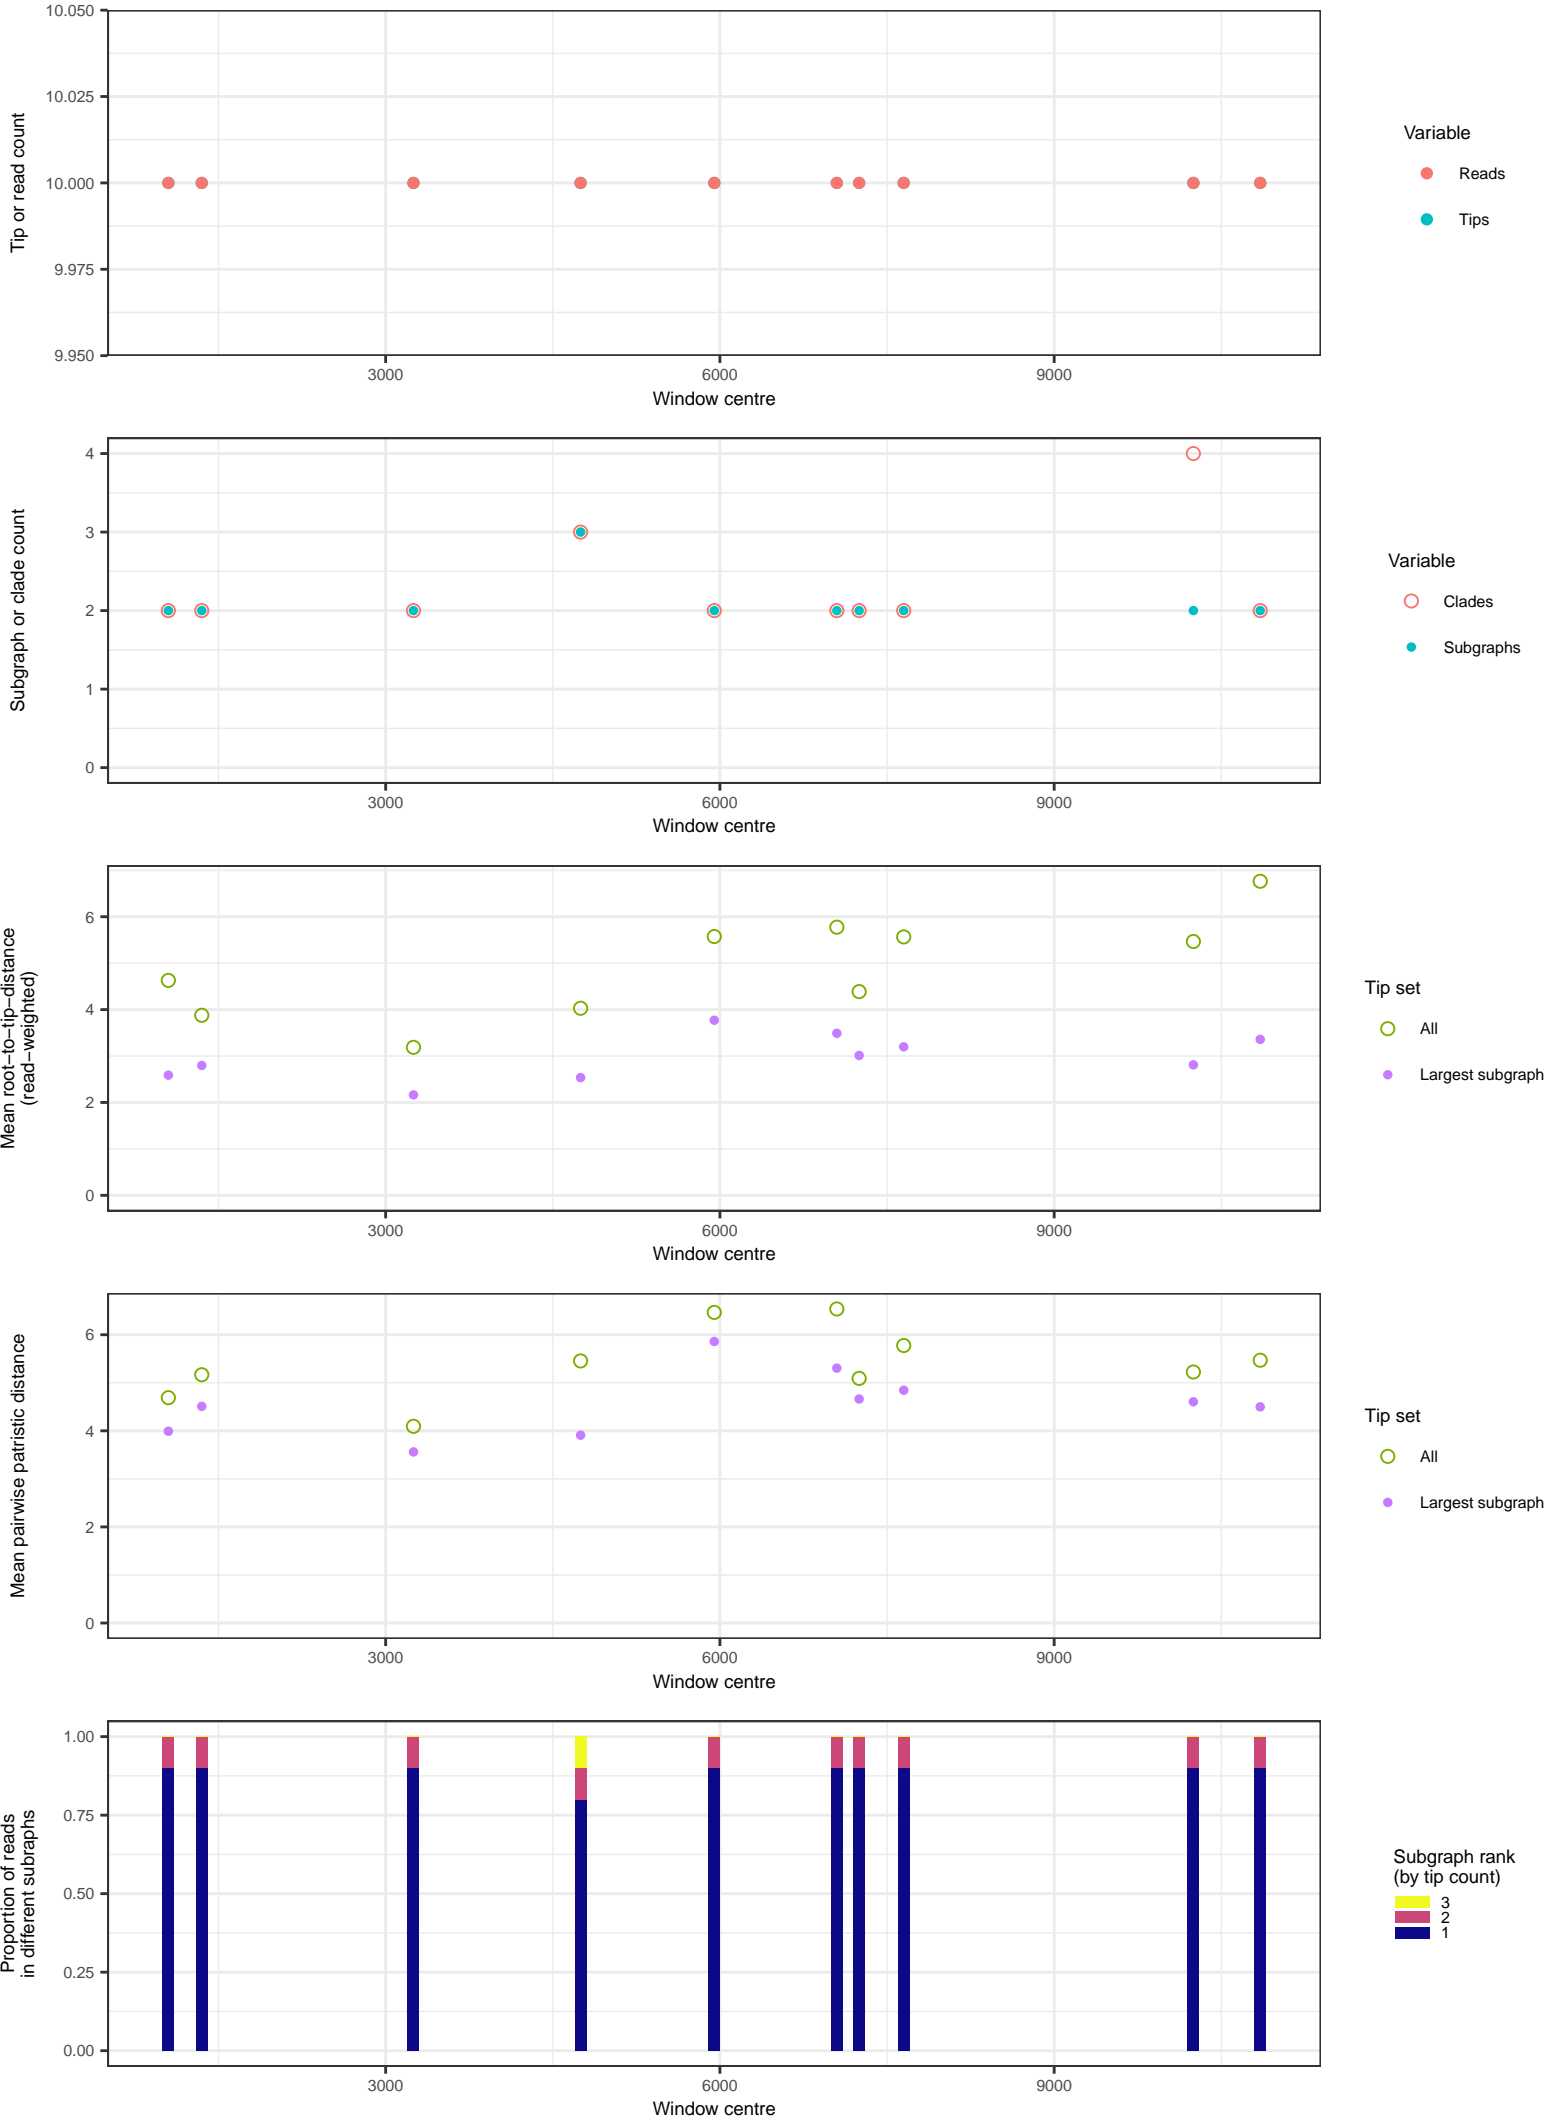 10.050
10.025
10.000
9.975
9.950
Tip or read count
3000
6000
9000
Window centre
Variable
Reads
Tips
4
3
2
1
0
Subgraph or clade count
3000
6000
9000
Window centre
Variable
Clades
Subgraphs
6
4
2
0
Mean root−to−tip−distance
(read−weighted)
3000
6000
9000
Window centre
Tip set
All
Largest subgraph
6
4
2
0
Mean pairwise patristic distance
3000
6000
9000
Window centre
Tip set
All
Largest subgraph
1.00
0.75
0.50
0.25
0.00
Proportion of reads
in different subraphs
3000
6000
9000
Window centre
Subgraph rank
(by tip count)
3
2
1